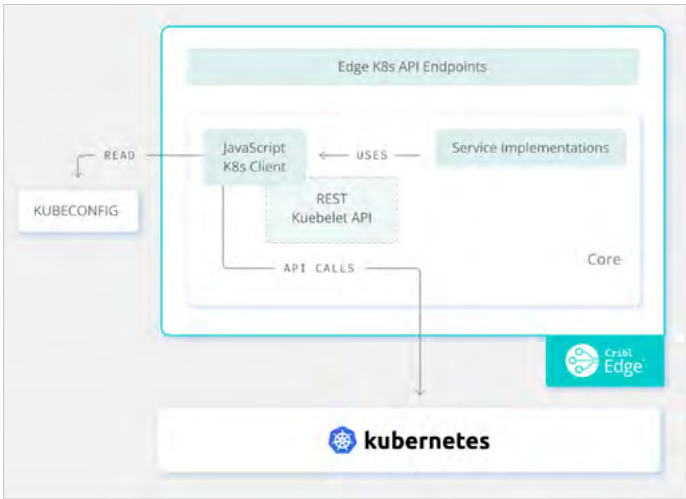 Edge K8s API Endpoints
JavaScript
K8s Client
USES
Service Implementations
READ
KUBECONFIG
REST
Kuebelet API
Core
API CALLS
Cribl
Edge
kubernetes